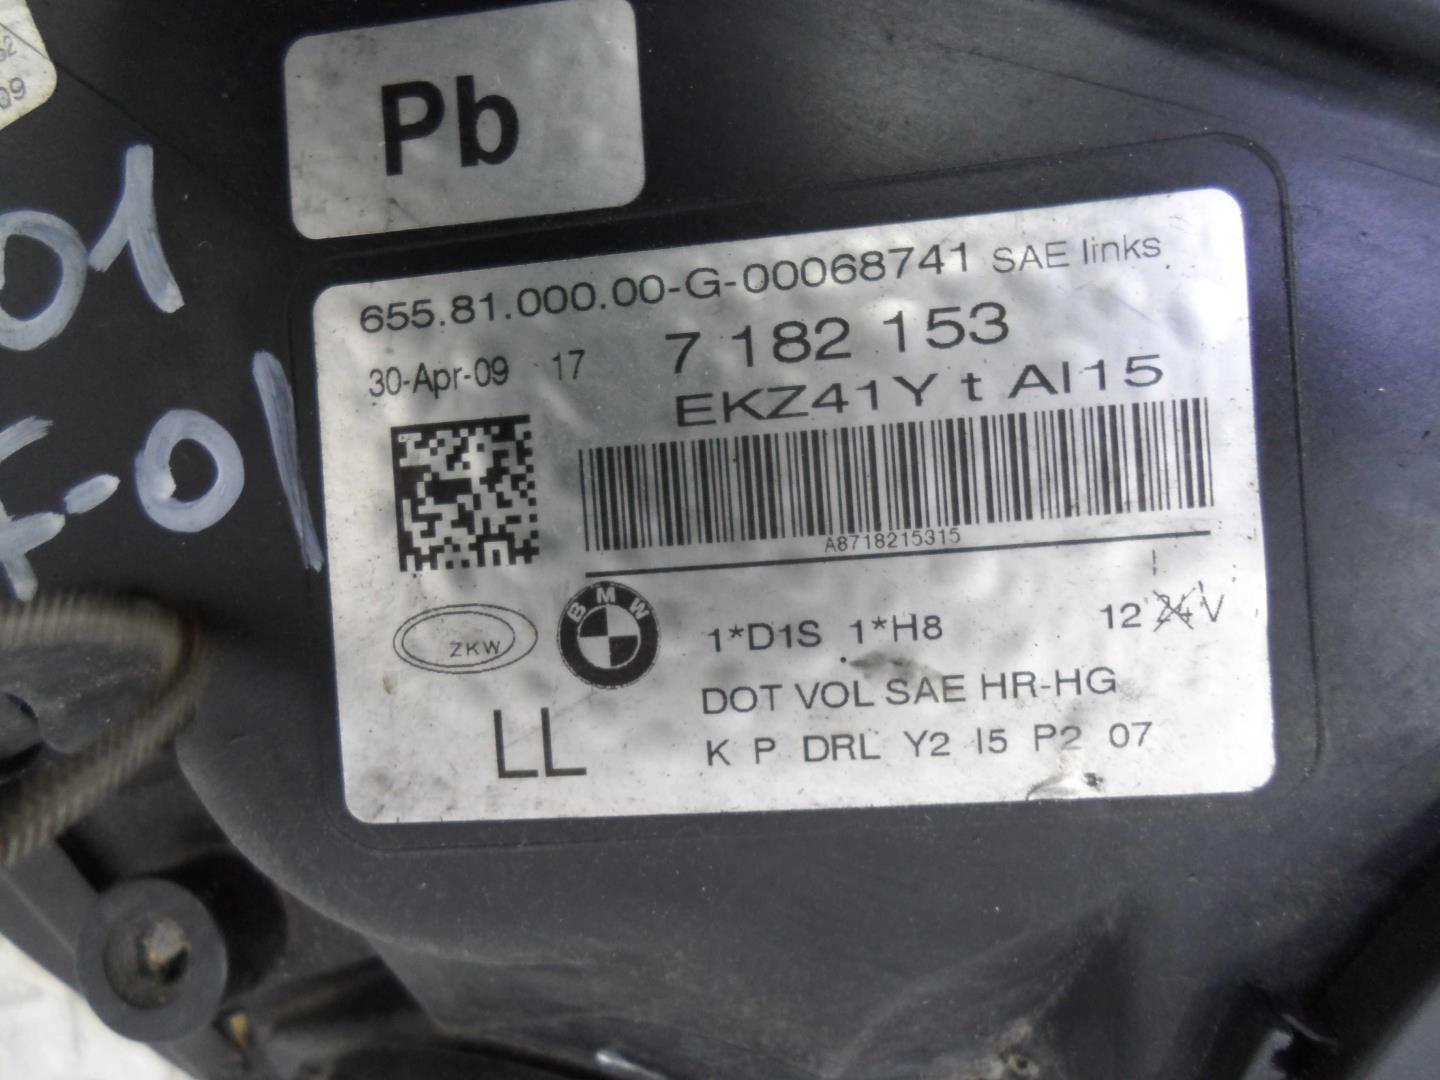 Pb
09
01
655.81.000.00-G-00068741 SAE links
30-Apr-09 17 7 182 153
EKZ41Y t AI15
-01
A8718215315
ZKW BMW 1*D1S 1*H8 12 24 V
DOT VOL SAE HR-HG
LL K P DRL Y2 I5 P2 07